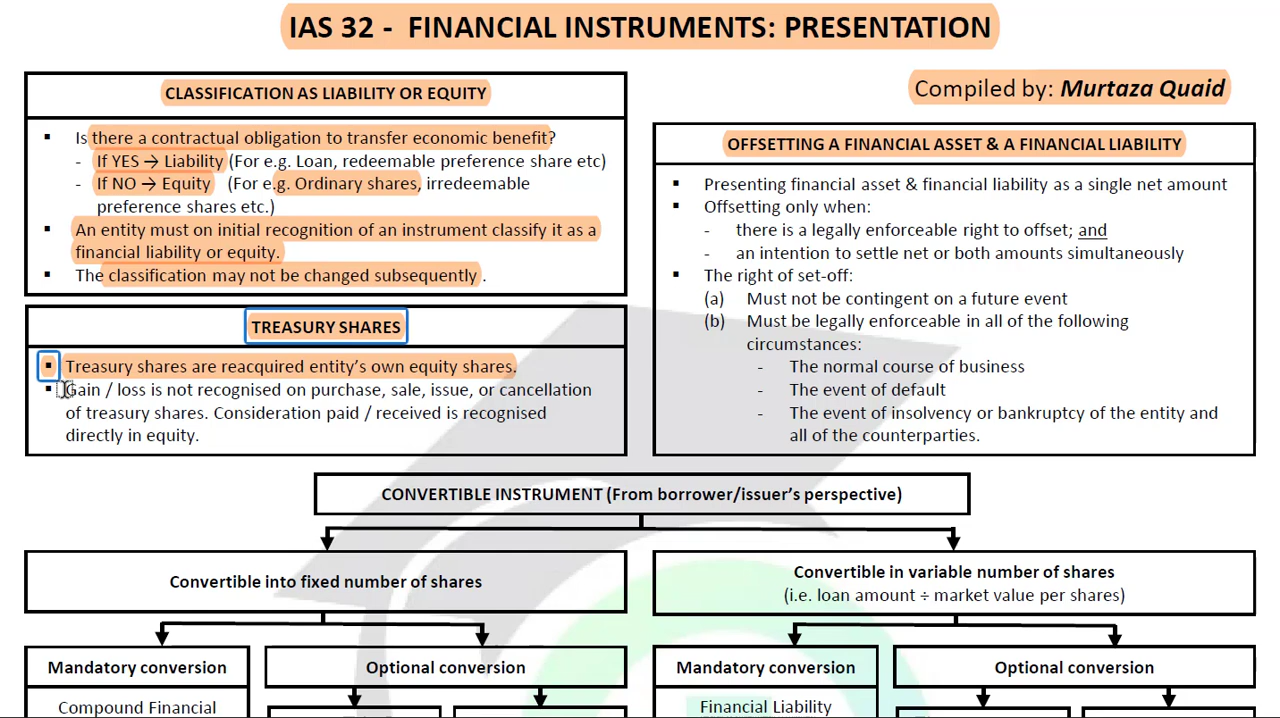 IAS 32 - FINANCIAL INSTRUMENTS: PRESENTATION
Compiled by: Murtaza Quaid
CLASSIFICATION AS LIABILITY OR EQUITY
▪ Is there a contractual obligation to transfer economic benefit?
- If YES → Liability (For e.g. Loan, redeemable preference share etc)
- If NO → Equity (For e.g. Ordinary shares, irredeemable
preference shares etc.)
▪ An entity must on initial recognition of an instrument classify it as a
financial liability or equity.
▪ The classification may not be changed subsequently .
TREASURY SHARES
▪ Treasury shares are reacquired entity’s own equity shares.
▪ Gain / loss is not recognised on purchase, sale, issue, or cancellation
of treasury shares. Consideration paid / received is recognised
directly in equity.
OFFSETTING A FINANCIAL ASSET & A FINANCIAL LIABILITY
▪ Presenting financial asset & financial liability as a single net amount
▪ Offsetting only when:
- there is a legally enforceable right to offset; and
- an intention to settle net or both amounts simultaneously
▪ The right of set-off:
(a) Must not be contingent on a future event
(b) Must be legally enforceable in all of the following
circumstances:
- The normal course of business
- The event of default
- The event of insolvency or bankruptcy of the entity and
all of the counterparties.
CONVERTIBLE INSTRUMENT (From borrower/issuer’s perspective)
Convertible into fixed number of shares
Convertible in variable number of shares
(i.e. loan amount ÷ market value per shares)
Mandatory conversion
Optional conversion
Mandatory conversion
Optional conversion
Compound Financial
Financial Liability